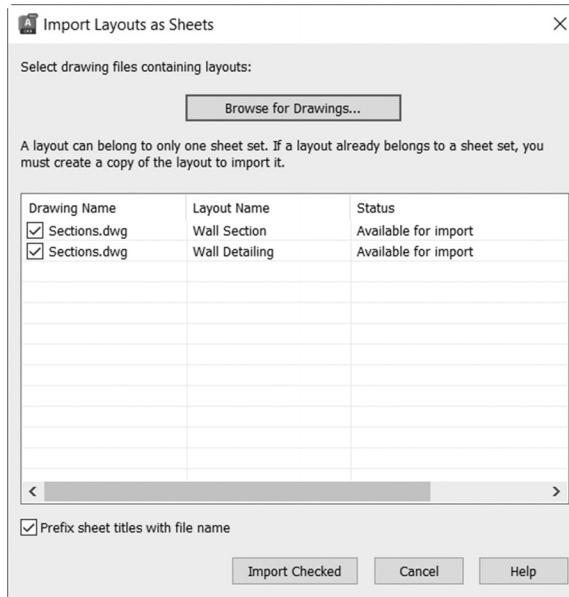 Import Layouts as Sheets
Select drawing files containing layouts:
Browse for Drawings...
A layout can belong to only one sheet set. If a layout already belongs to a sheet set, you
must create a copy of the layout to import it.
Drawing Name Layout Name Status
Sections.dwg Wall Section Available for import
Sections.dwg Wall Detailing Available for import
Prefix sheet titles with file name
Import Checked Cancel Help